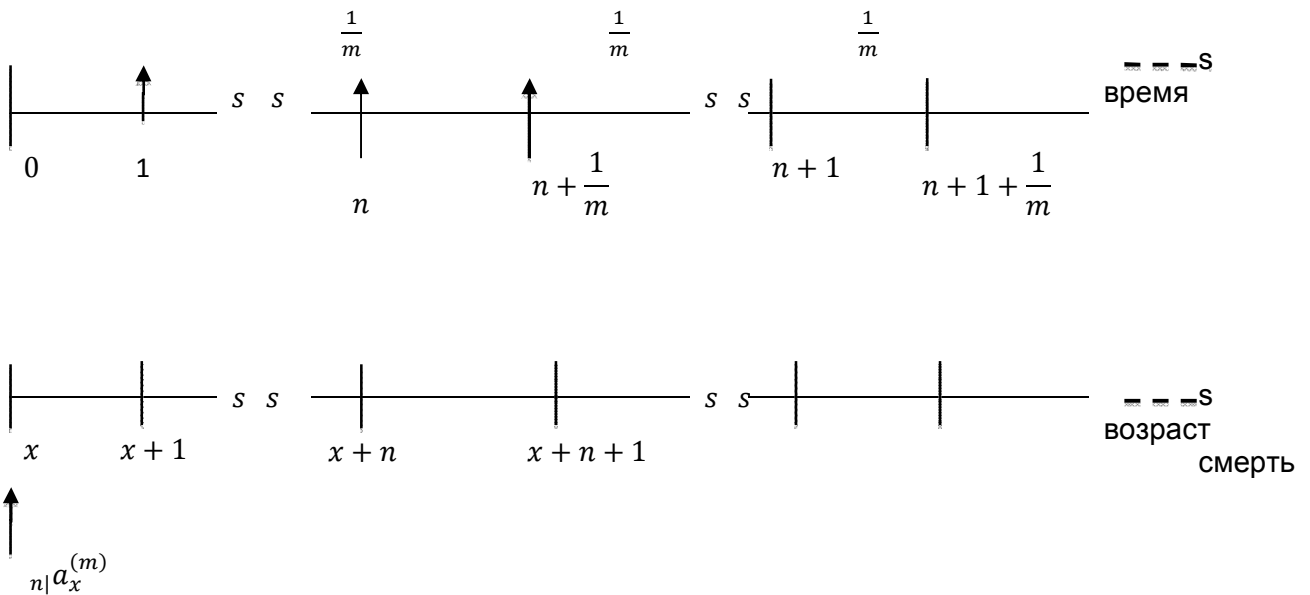 1/m 1/m 1/m
s s s s s
время
0 1 n n + 1/m n + 1 n + 1 + 1/m
s s s s s
возраст
x x + 1 x + n x + n + 1
смерть
n|a_x^(m)